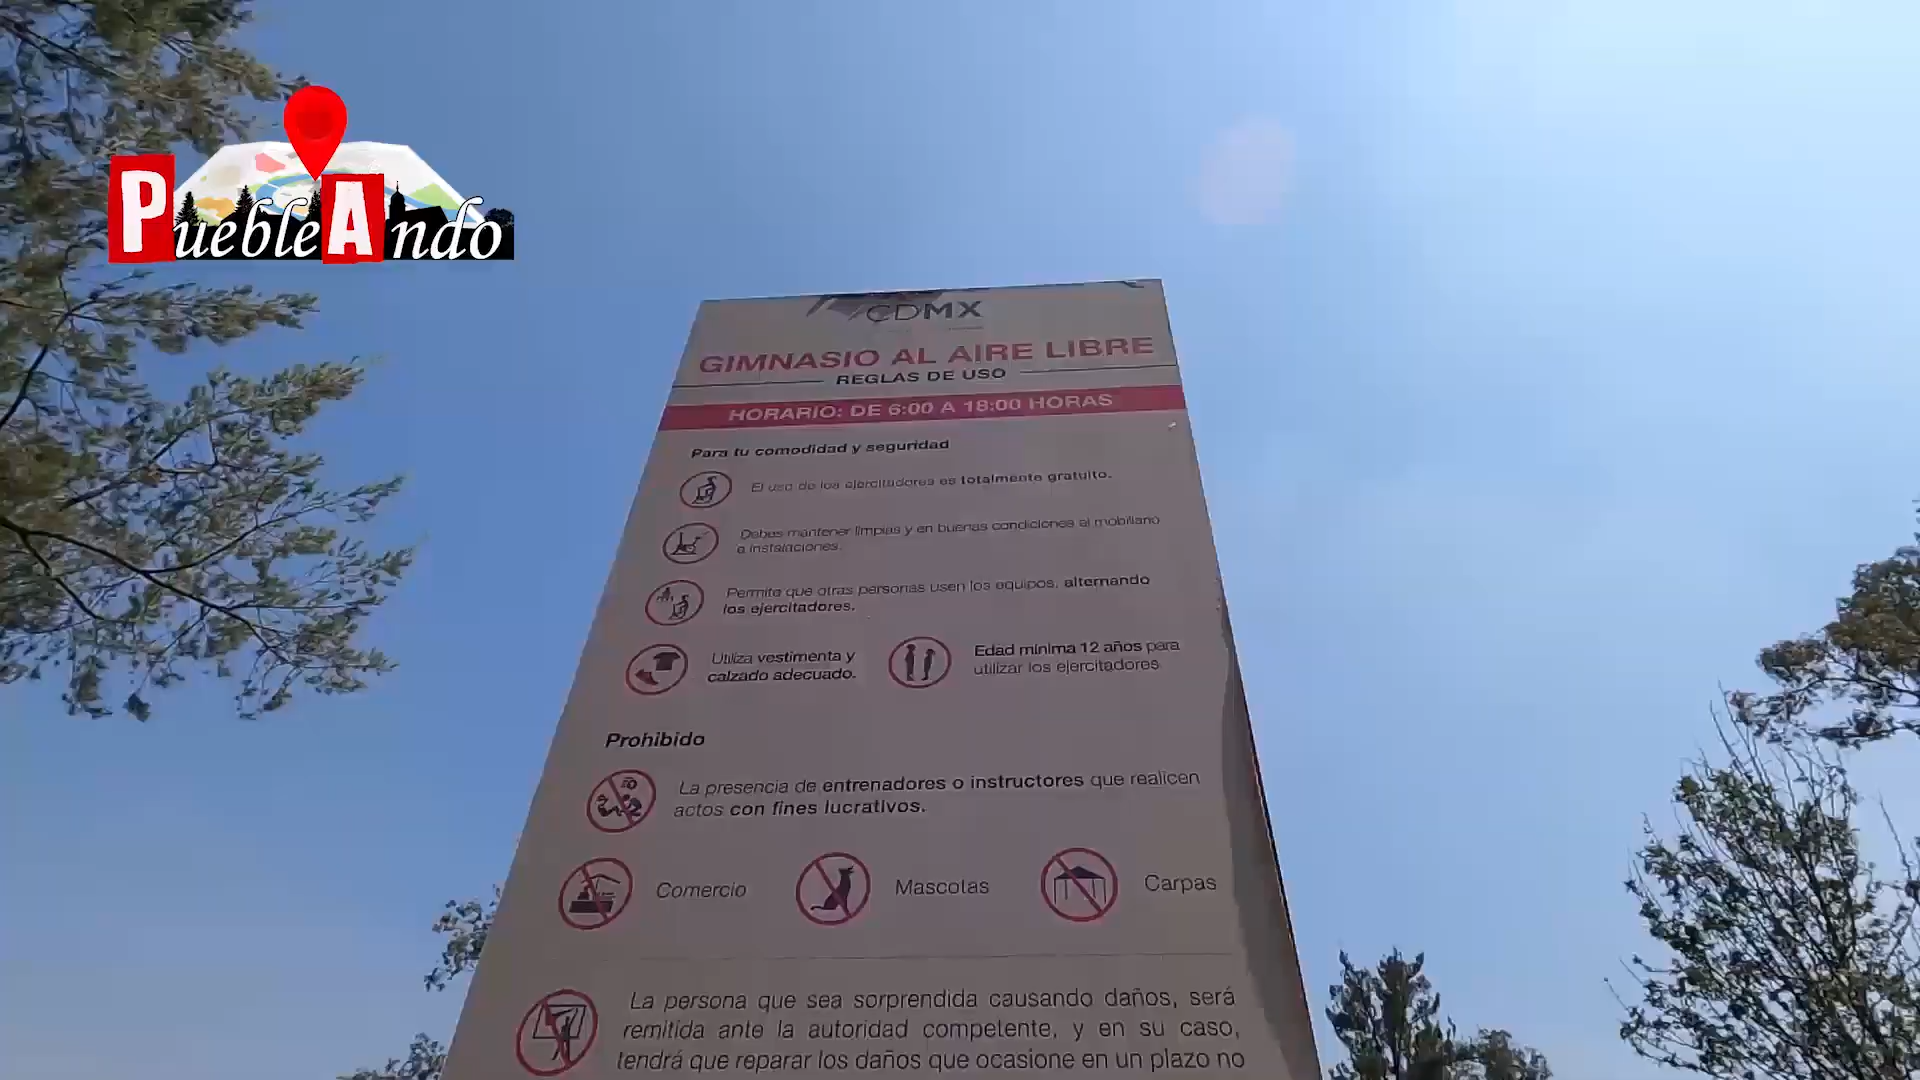 PuebleAndo
CDMX
GIMNASIO AL AIRE LIBRE
REGLAS DE USO
HORARIO: DE 6:00 A 18:00 HORAS
Para tu comodidad y seguridad
El uso de los ejercitadores es totalmente gratuito.
Debes mantener limpias y en buenas condiciones el mobiliario
e instalaciones.
Permite que otras personas usen los equipos, alternando
los ejercitadores.
Utiliza vestimenta y
calzado adecuado.
Edad mínima 12 años para
utilizar los ejercitadores
Prohibido
La presencia de entrenadores o instructores que realicen
actos con fines lucrativos.
Comercio
Mascotas
Carpas
La persona que sea sorprendida causando daños, será
remitida ante la autoridad competente, y en su caso,
tendrá que reparar los daños que ocasione en un plazo no